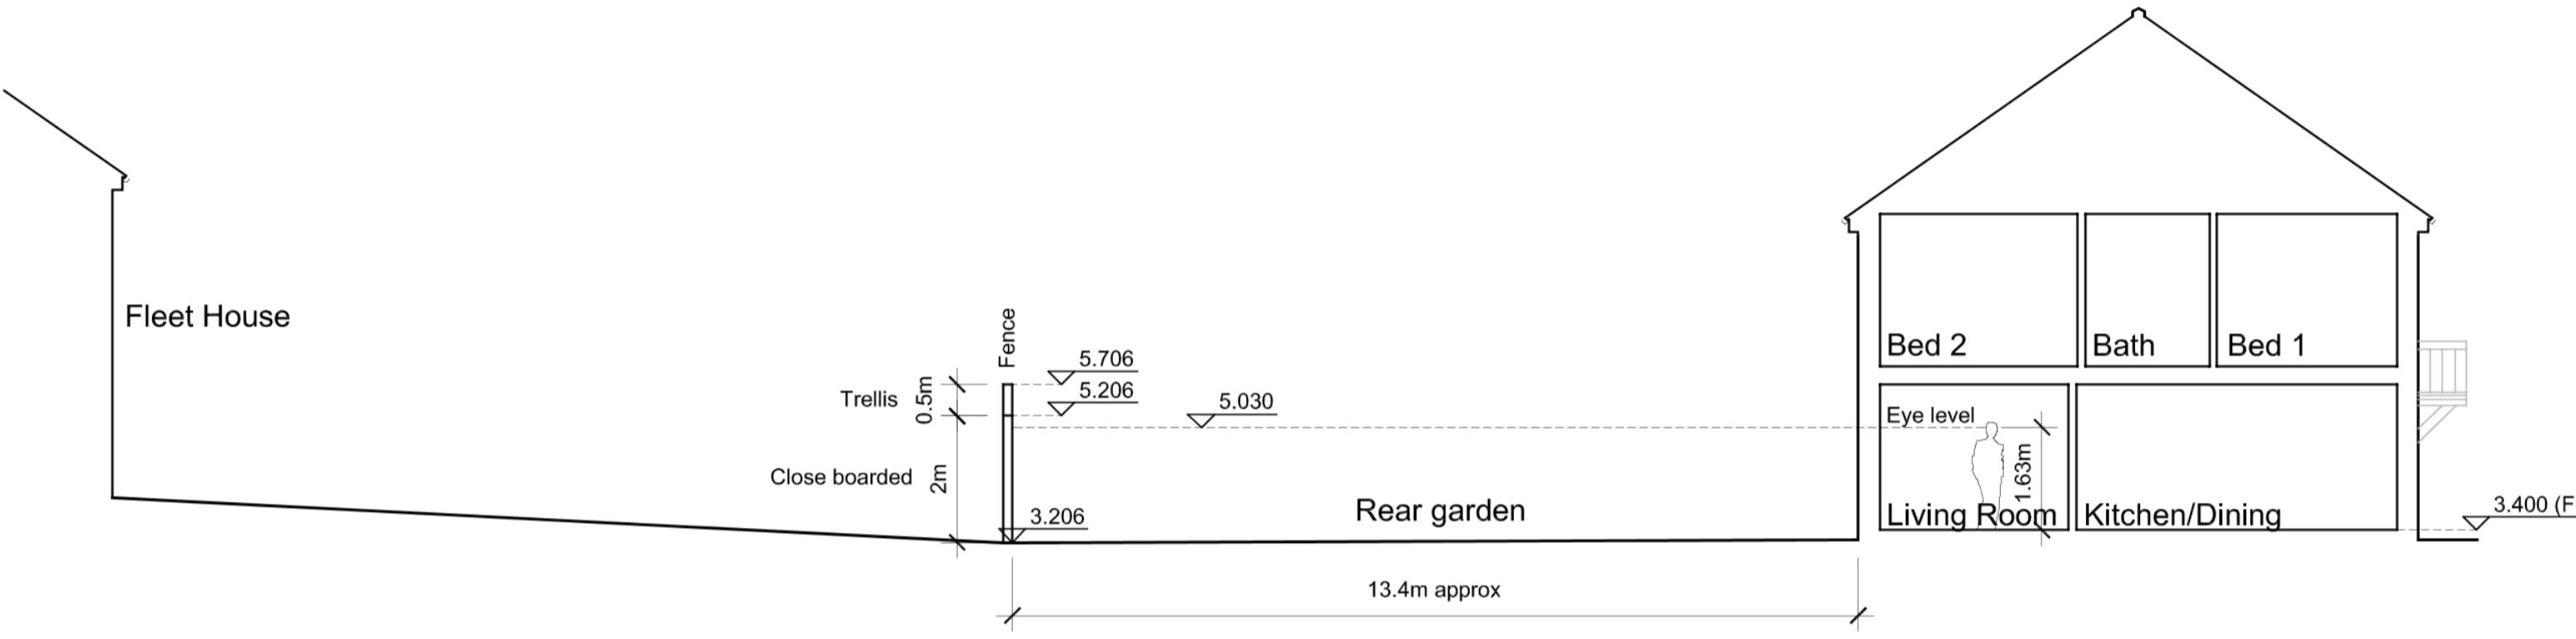 Fleet House
Fence
5.706
Trellis
0.5m
5.206
5.030
Close boarded
2m
3.206
Rear garden
13.4m approx
Bed 2
Bath
Bed 1
Eye level
1.63m
Living Room
Kitchen/Dining
3.400 (F